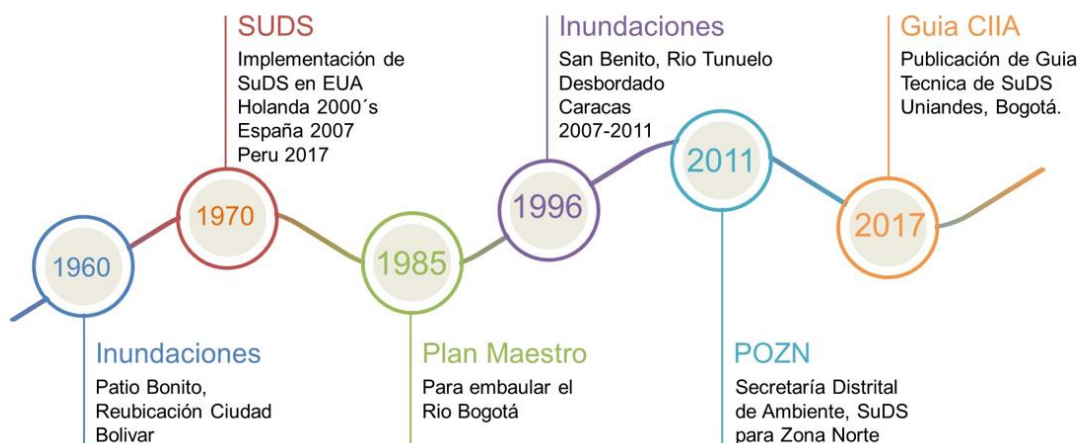 SUDS
Implementación de
SuDS en EUA
Holanda 2000´s
España 2007
Peru 2017
Inundaciones
San Benito, Rio Tunuelo
Desbordado
Caracas
2007-2011
Guia CIIA
Publicación de Guia
Tecnica de SuDS
Uniandes, Bogotá.
1960
1970
1985
1996
2011
2017
Inundaciones
Patio Bonito,
Reubicación Ciudad
Bolivar
Plan Maestro
Para embaular el
Rio Bogotá
POZN
Secretaría Distrital
de Ambiente, SuDS
para Zona Norte